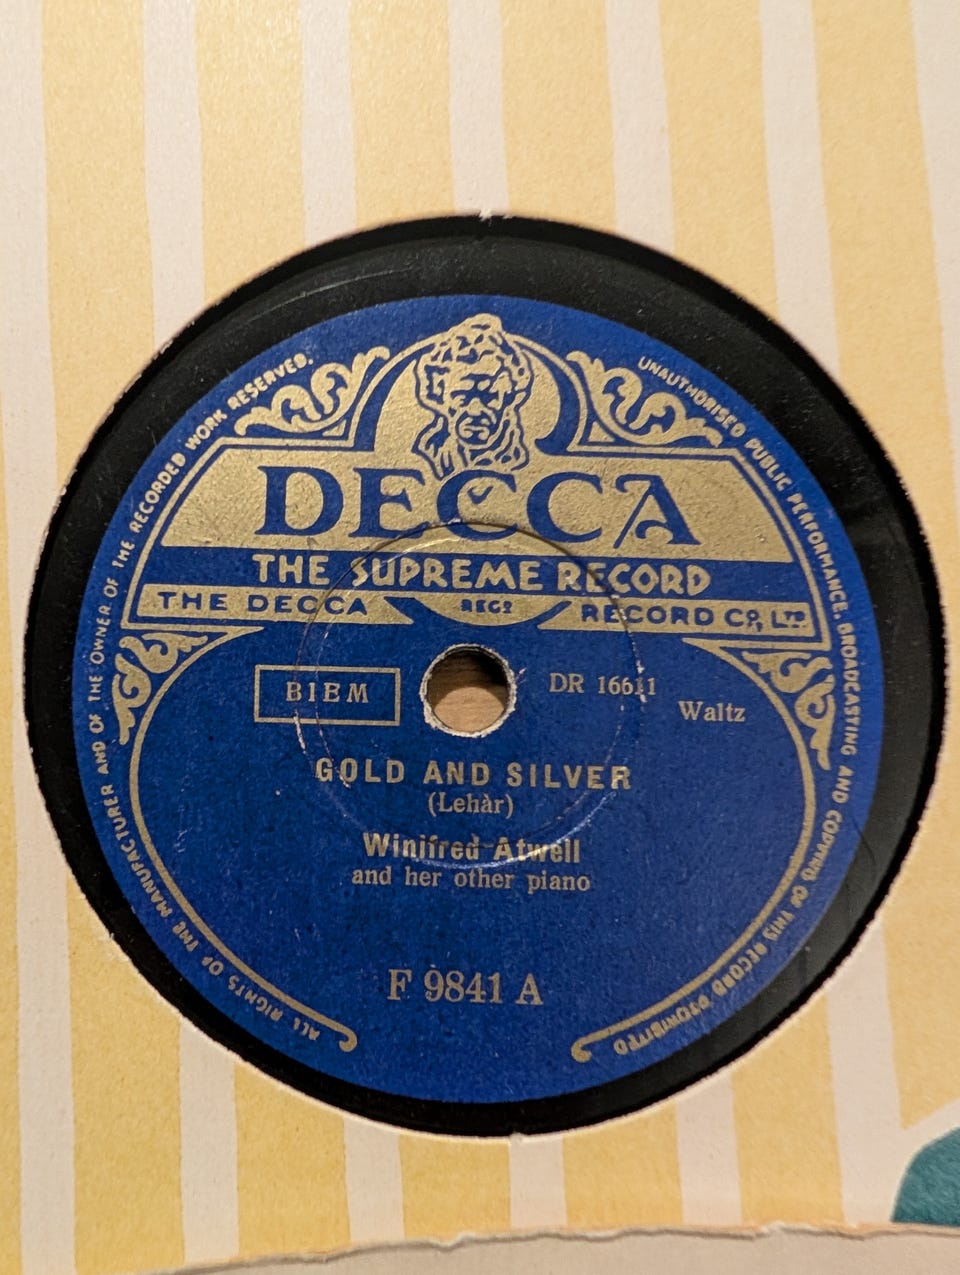 ALL RIGHTS OF THE MANUFACTURER AND OF THE OWNER OF THE RECORDED WORK RESERVED.
UNAUTHORISED PUBLIC PERFORMANCE, BROADCASTING AND COPYING OF THIS RECORD PROHIBITED
DECCA
THE SUPREME RECORD
THE DECCA REGD RECORD CO., LTD.
BIBM
DR 16611
Waltz
GOLD AND SILVER
(Lehàr)
Winifred Atwell
and her other piano
F 9841 A